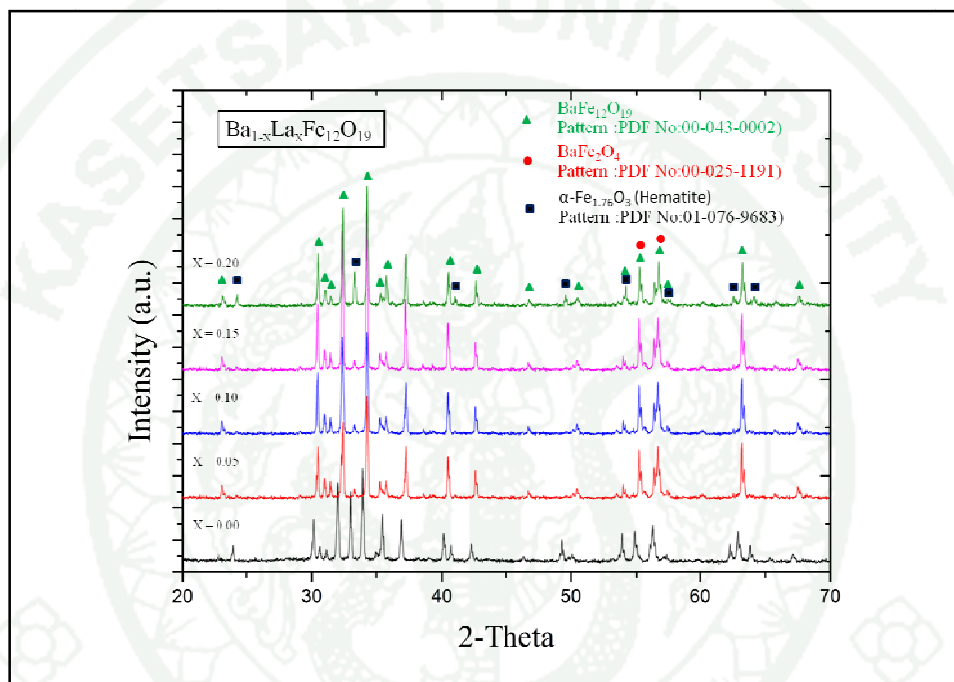 KASETSART UNIVERSITY
Ba1-xLaxFe12O19
BaFe12O19
Pattern :PDF No:00-043-0002)
BaFe2O4
Pattern :PDF No:00-025-1191)
α-Fe1.76O3 (Hematite)
Pattern :PDF No:01-076-9683)
X = 0.20
X = 0.15
X = 0.10
X = 0.05
X = 0.00
Intensity (a.u.)
20 30 40 50 60 70
2-Theta